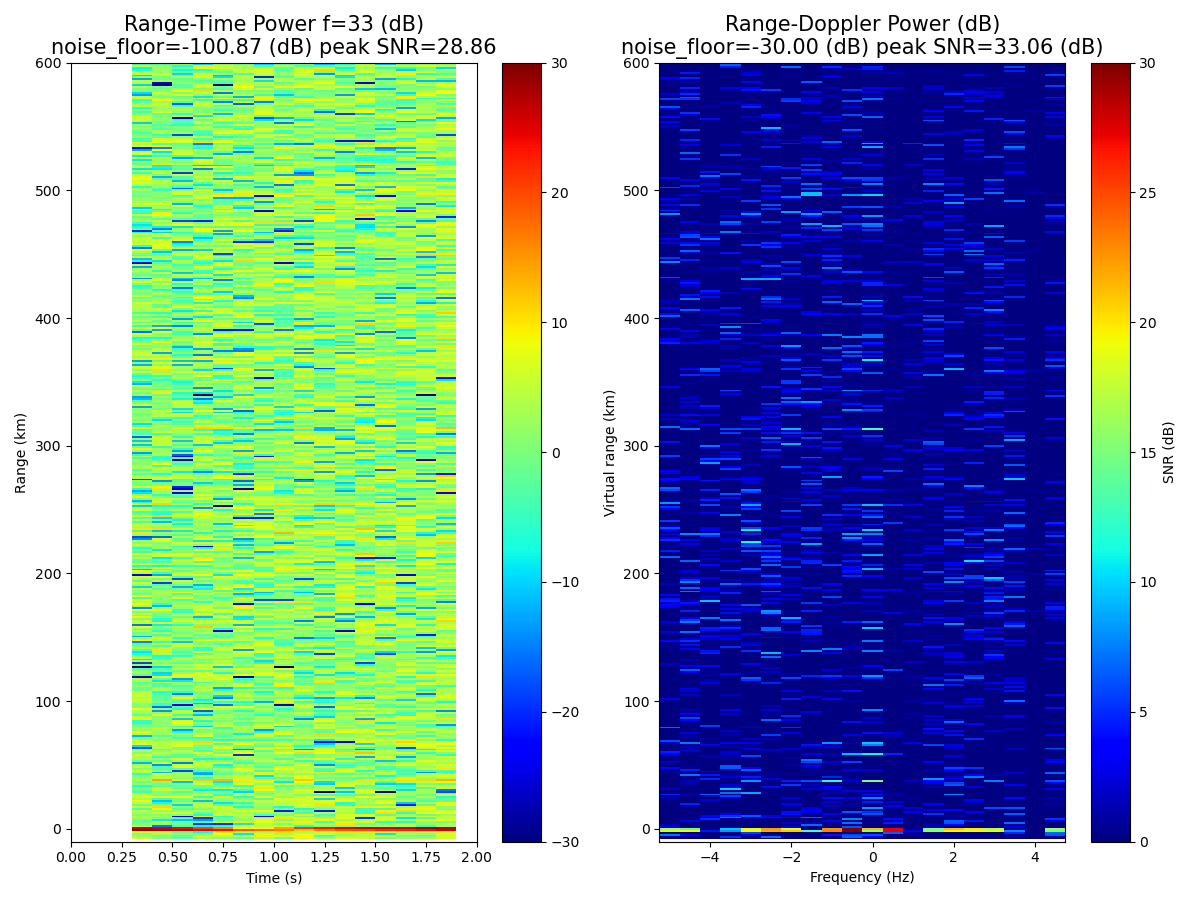 Range-Time Power f=33 (dB)
noise_floor=-100.87 (dB) peak SNR=28.86
Range-Doppler Power (dB)
noise_floor=-30.00 (dB) peak SNR=33.06 (dB)
600
500
400
300
200
100
0
Range (km)
0.00 0.25 0.50 0.75 1.00 1.25 1.50 1.75 2.00
Time (s)
30
20
10
0
−10
−20
−30
600
500
400
300
200
100
0
Virtual range (km)
−4 −2 0 2 4
Frequency (Hz)
30
25
20
15
10
5
0
SNR (dB)